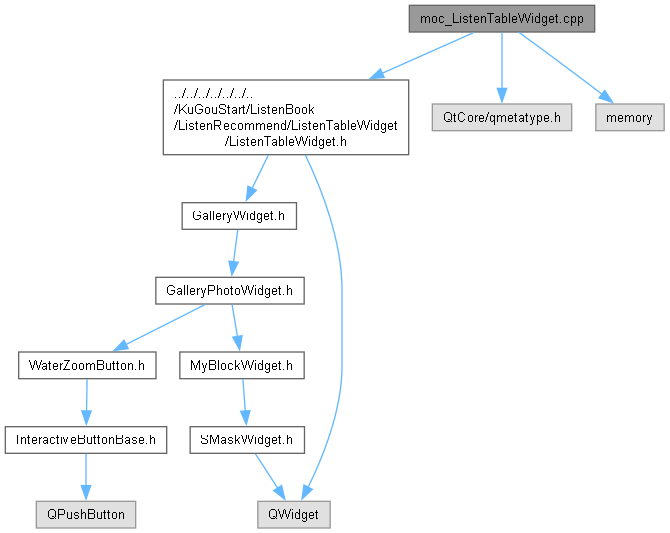 moc_ListenTableWidget.cpp
../../../../../../..
/KuGouStart/ListenBook
/ListenRecommend/ListenTableWidget
/ListenTableWidget.h
QtCore/qmetatype.h
memory
GalleryWidget.h
GalleryPhotoWidget.h
WaterZoomButton.h
MyBlockWidget.h
InteractiveButtonBase.h
SMaskWidget.h
QPushButton
QWidget